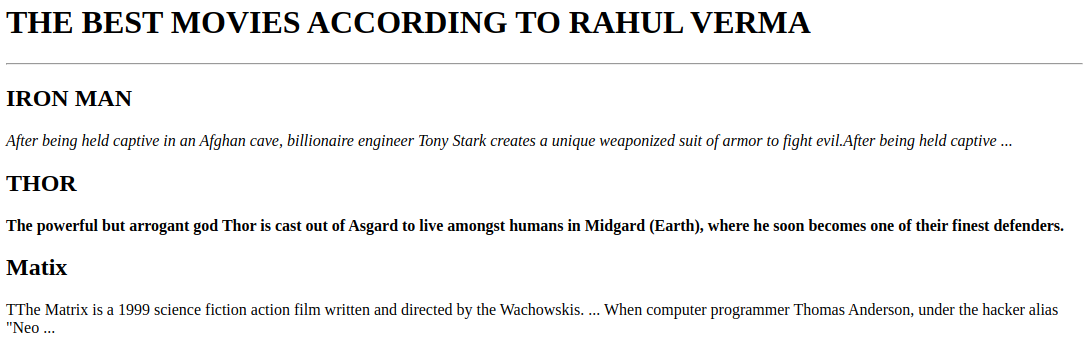 THE BEST MOVIES ACCORDING TO RAHUL VERMA
IRON MAN
After being held captive in an Afghan cave, billionaire engineer Tony Stark creates a unique weaponized suit of armor to fight evil.After being held captive ...
THOR
The powerful but arrogant god Thor is cast out of Asgard to live amongst humans in Midgard (Earth), where he soon becomes one of their finest defenders.
Matix
TThe Matrix is a 1999 science fiction action film written and directed by the Wachowskis. ... When computer programmer Thomas Anderson, under the hacker alias
"Neo ...